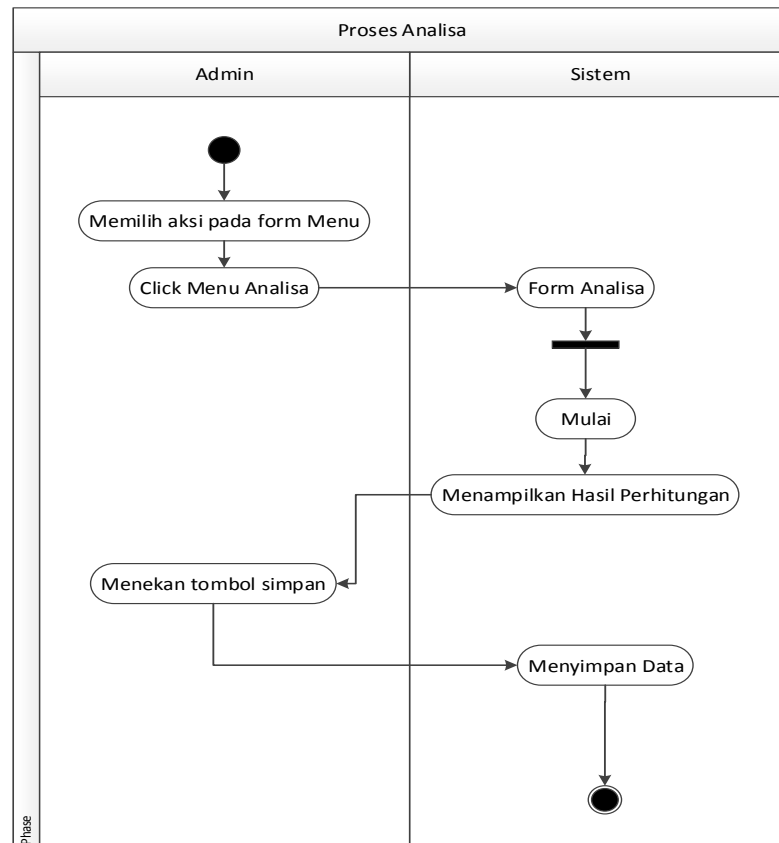 Proses Analisa
Admin
Sistem
Memilih aksi pada form Menu
Click Menu Analisa
Form Analisa
Mulai
Menampilkan Hasil Perhitungan
Menekan tombol simpan
Menyimpan Data
Phase